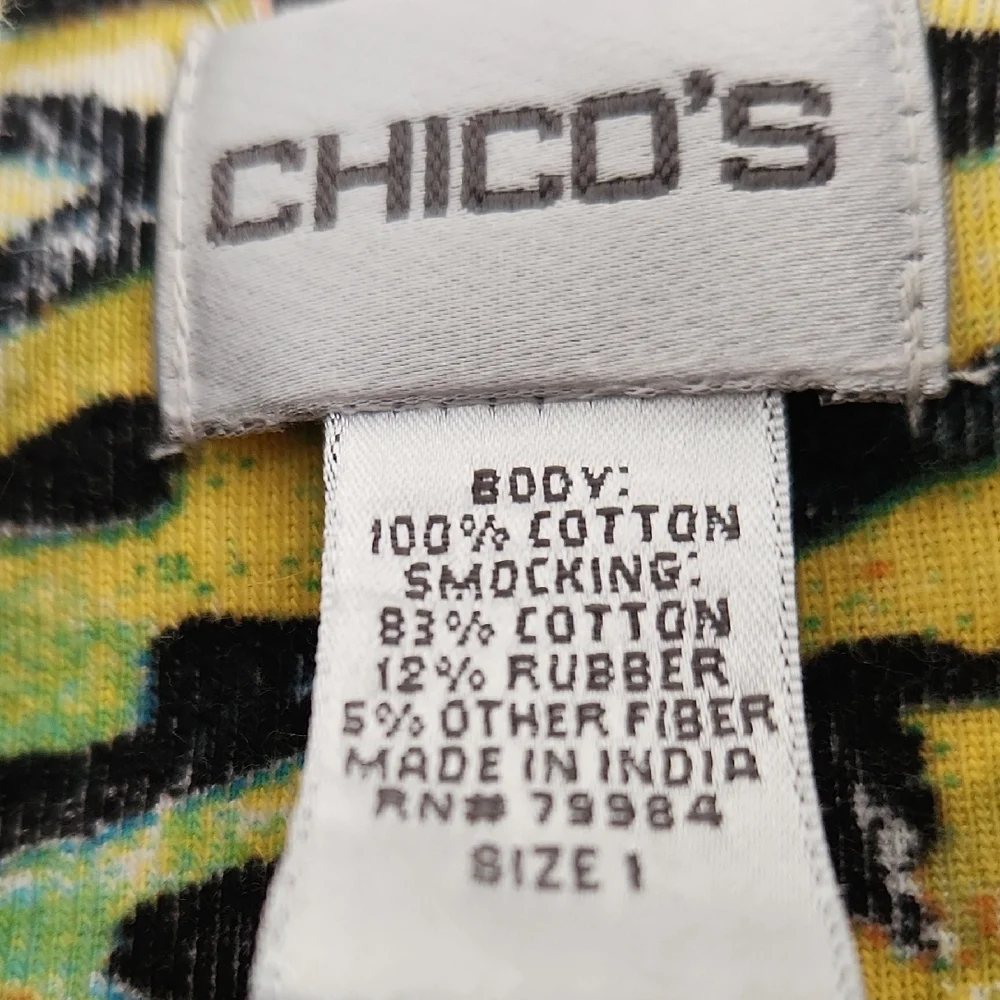 CHICO'S
BODY:
100% COTTON
SMOCKING:
83% COTTON
12% RUBBER
5% OTHER FIBER
MADE IN INDIA
RN# 79984
SIZE 1